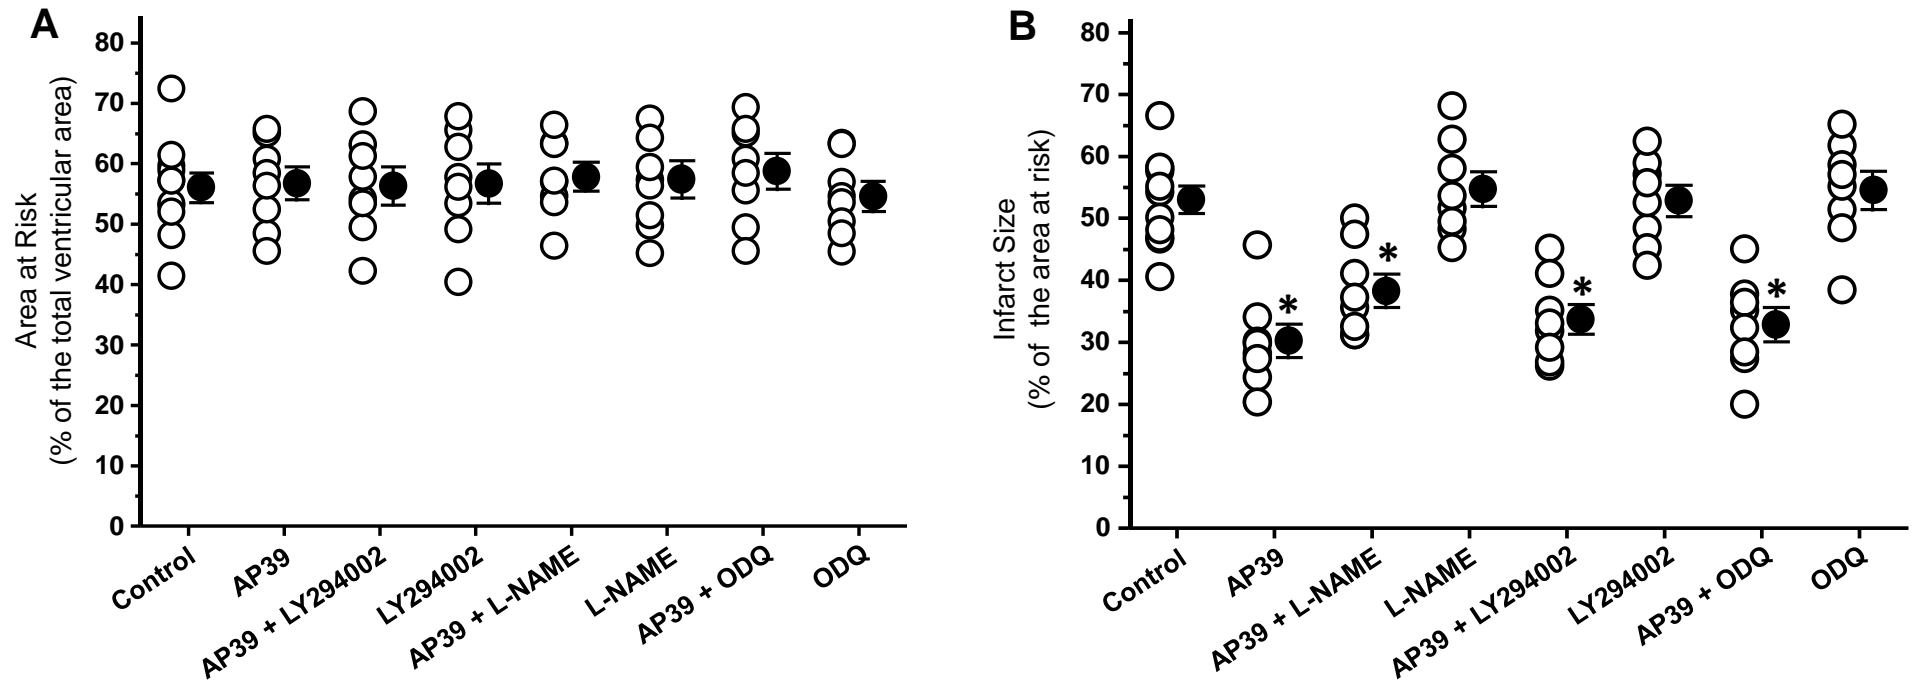 A
Area at Risk
(% of the total ventricular area)
80
70
60
50
40
30
20
10
0
Control
AP39
AP39 + LY294002
LY294002
AP39 + L-NAME
L-NAME
AP39 + ODQ
ODQ
B
Infarct Size
(% of the area at risk)
80
70
60
50
40
30
20
10
0
*
*
*
*
Control
AP39
AP39 + L-NAME
L-NAME
AP39 + LY294002
LY294002
AP39 + ODQ
ODQ